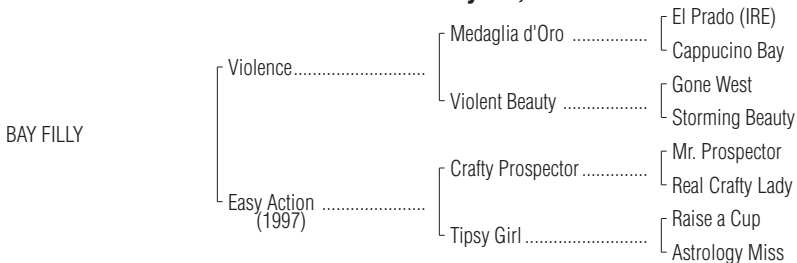 El Prado (IRE)
Medaglia d'Oro ..................
Cappucino Bay
Violence................................
Gone West
Violent Beauty ....................
Storming Beauty
BAY FILLY
Mr. Prospector
Crafty Prospector ...............
Real Crafty Lady
Easy Action .........................
(1997)
Raise a Cup
Tipsy Girl .............................
Astrology Miss